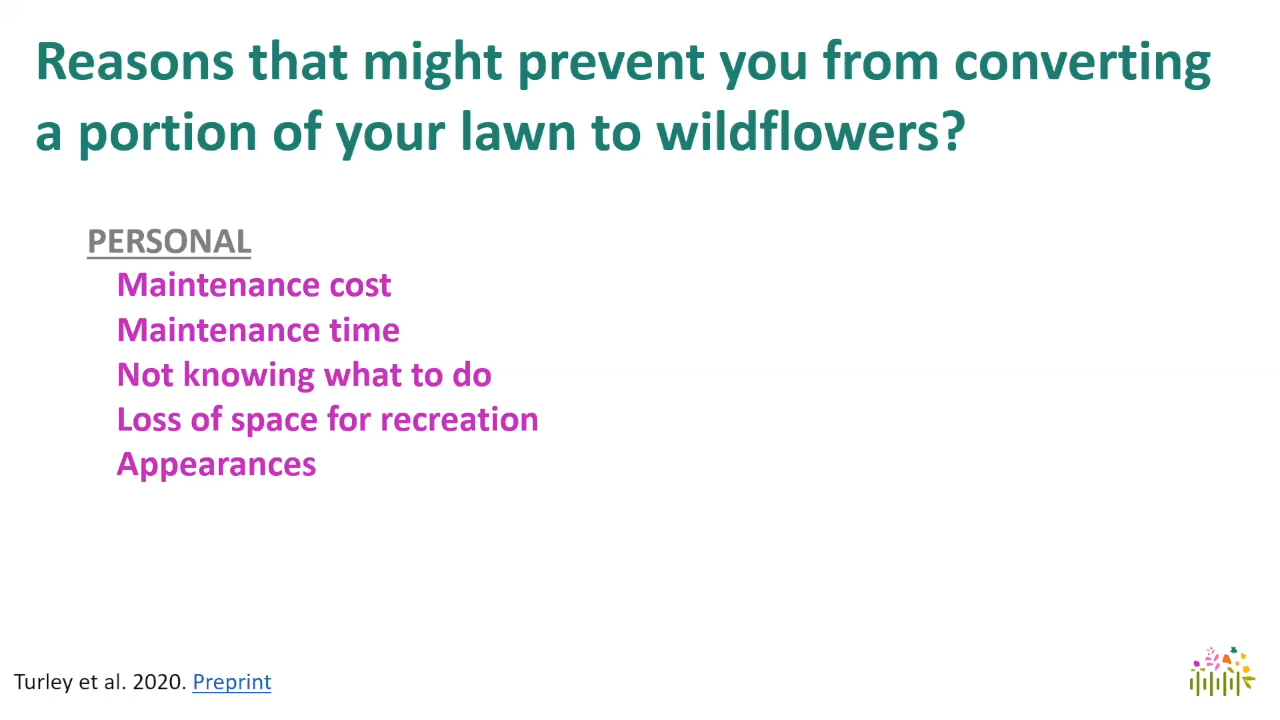 Reasons that might prevent you from converting
a portion of your lawn to wildflowers?
PERSONAL
Maintenance cost
Maintenance time
Not knowing what to do
Loss of space for recreation
Appearances
Turley et al. 2020. Preprint